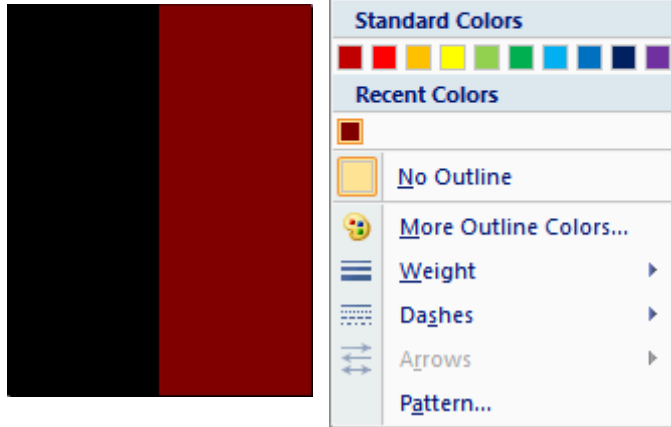 Standard Colors
Recent Colors
No Outline
More Outline Colors...
Weight
Dashes
Arrows
Pattern...